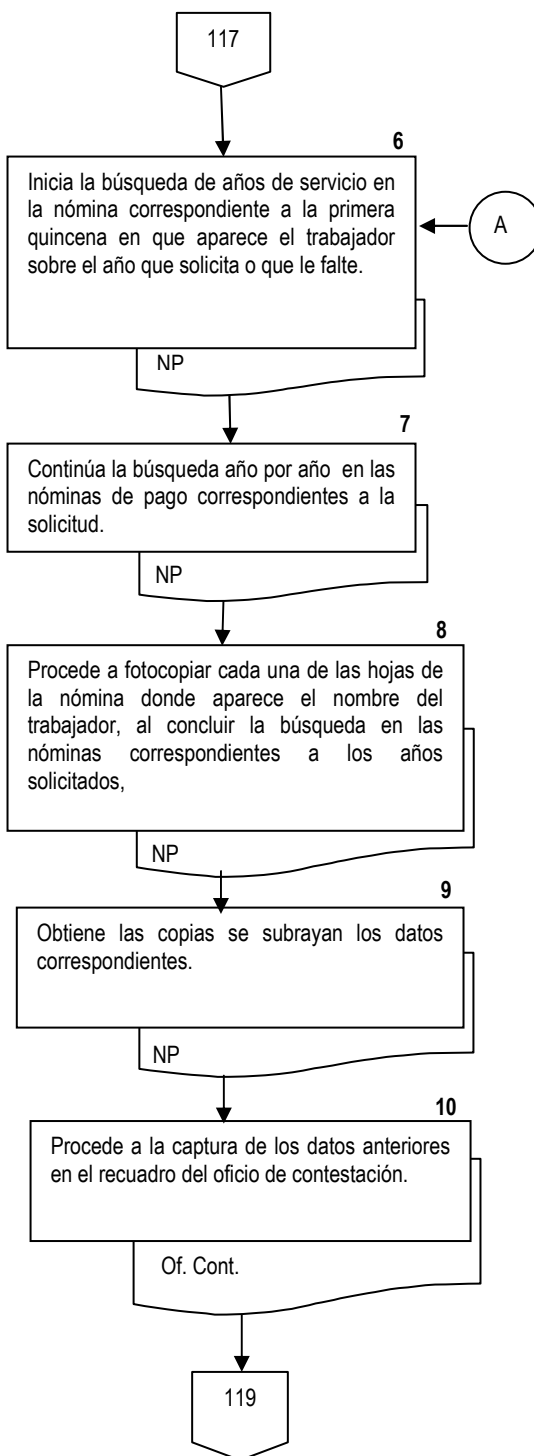 117
6
Inicia la búsqueda de años de servicio en
la nómina correspondiente a la primera
quincena en que aparece el trabajador
sobre el año que solicita o que le falte.
A
NP
7
Continúa la búsqueda año por año en las
nóminas de pago correspondientes a la
solicitud.
NP
8
Procede a fotocopiar cada una de las hojas de
la nómina donde aparece el nombre del
trabajador, al concluir la búsqueda en las
nóminas correspondientes a los años
solicitados,
NP
9
Obtiene las copias se subrayan los datos
correspondientes.
NP
10
Procede a la captura de los datos anteriores
en el recuadro del oficio de contestación.
Of. Cont.
119